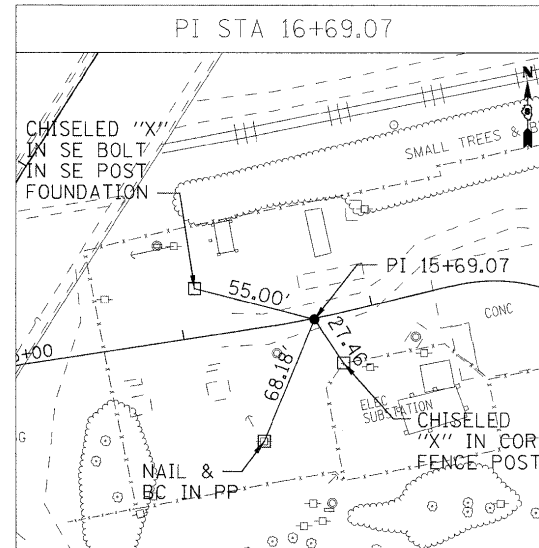 PI STA 16+69.07
N
CHISELED "X"
IN SE BOLT
IN SE POST
FOUNDATION
SMALL TREES & B
PI 15+69.07
55.00'
27.46'
68.18'
CONC
5+00
ELEC
SUBSTATION
CHISELED
"X" IN COR
FENCE POST
NAIL &
BC IN PP
G